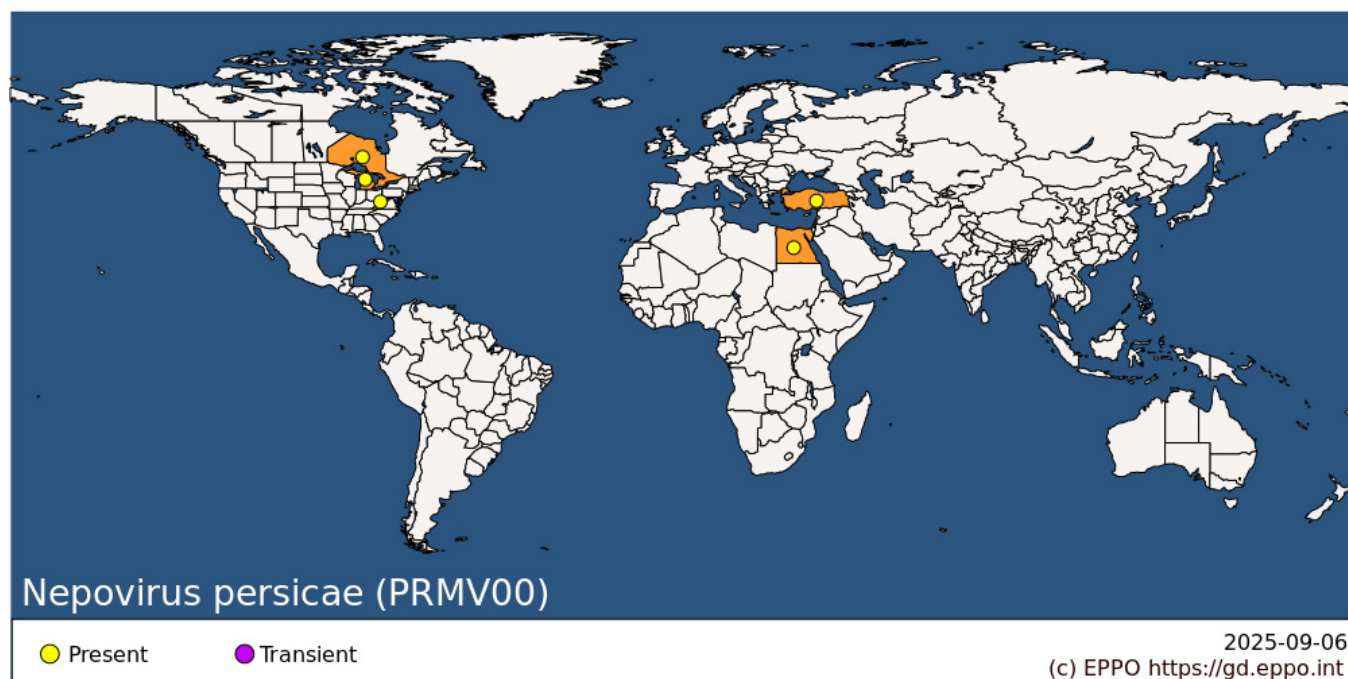 Nepovirus persicae (PRMV00)
Present
Transient
2025-09-06
(c) EPPO https://gd.eppo.int